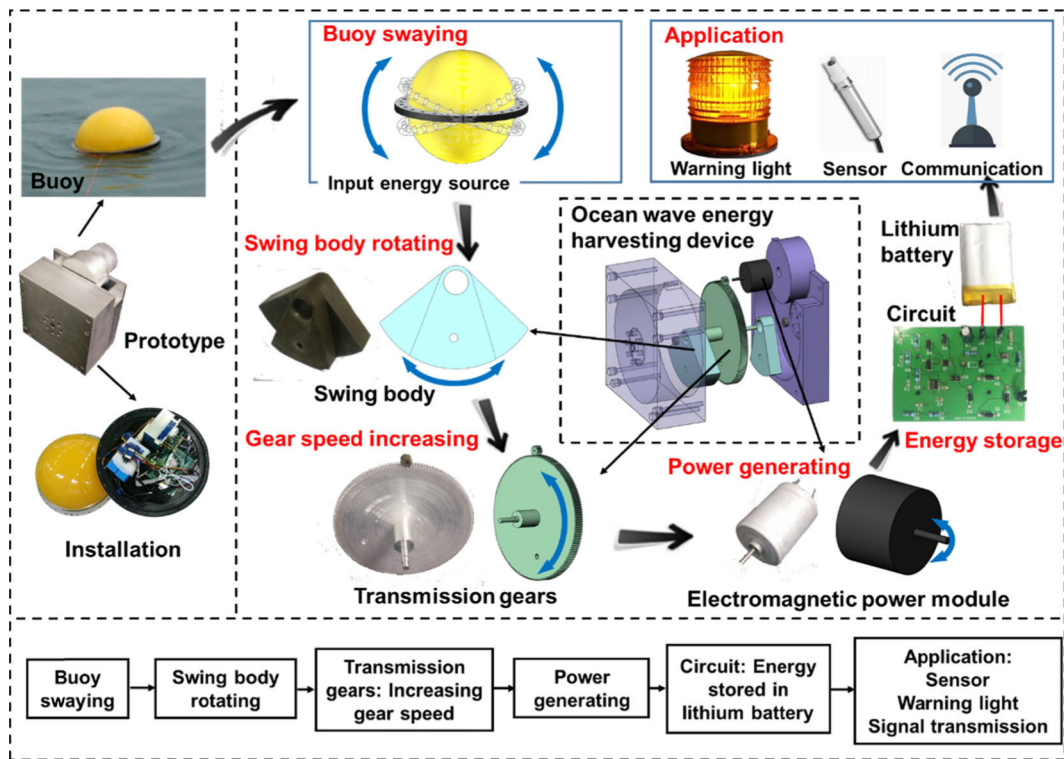 Buoy
Prototype
Installation
Buoy swaying
Input energy source
Application
Warning light
Sensor
Communication
Swing body rotating
Swing body
Ocean wave energy
harvesting device
Lithium
battery
Circuit
Energy storage
Gear speed increasing
Transmission gears
Power generating
Electromagnetic power module
Buoy
swaying
Swing body
rotating
Transmission
gears: Increasing
gear speed
Power
generating
Circuit: Energy
stored in
lithium battery
Application:
Sensor
Warning light
Signal transmission